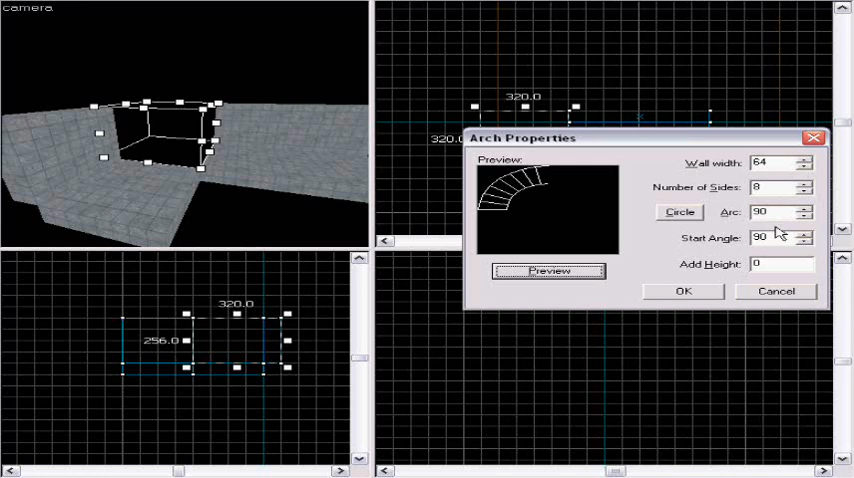 camera
320.0
320.0
Arch Properties
Preview:
Wall width: 64
Number of Sides: 8
Circle Arc: 90
Start Angle: 90
Add Height: 0
Preview
OK Cancel
320.0
256.0